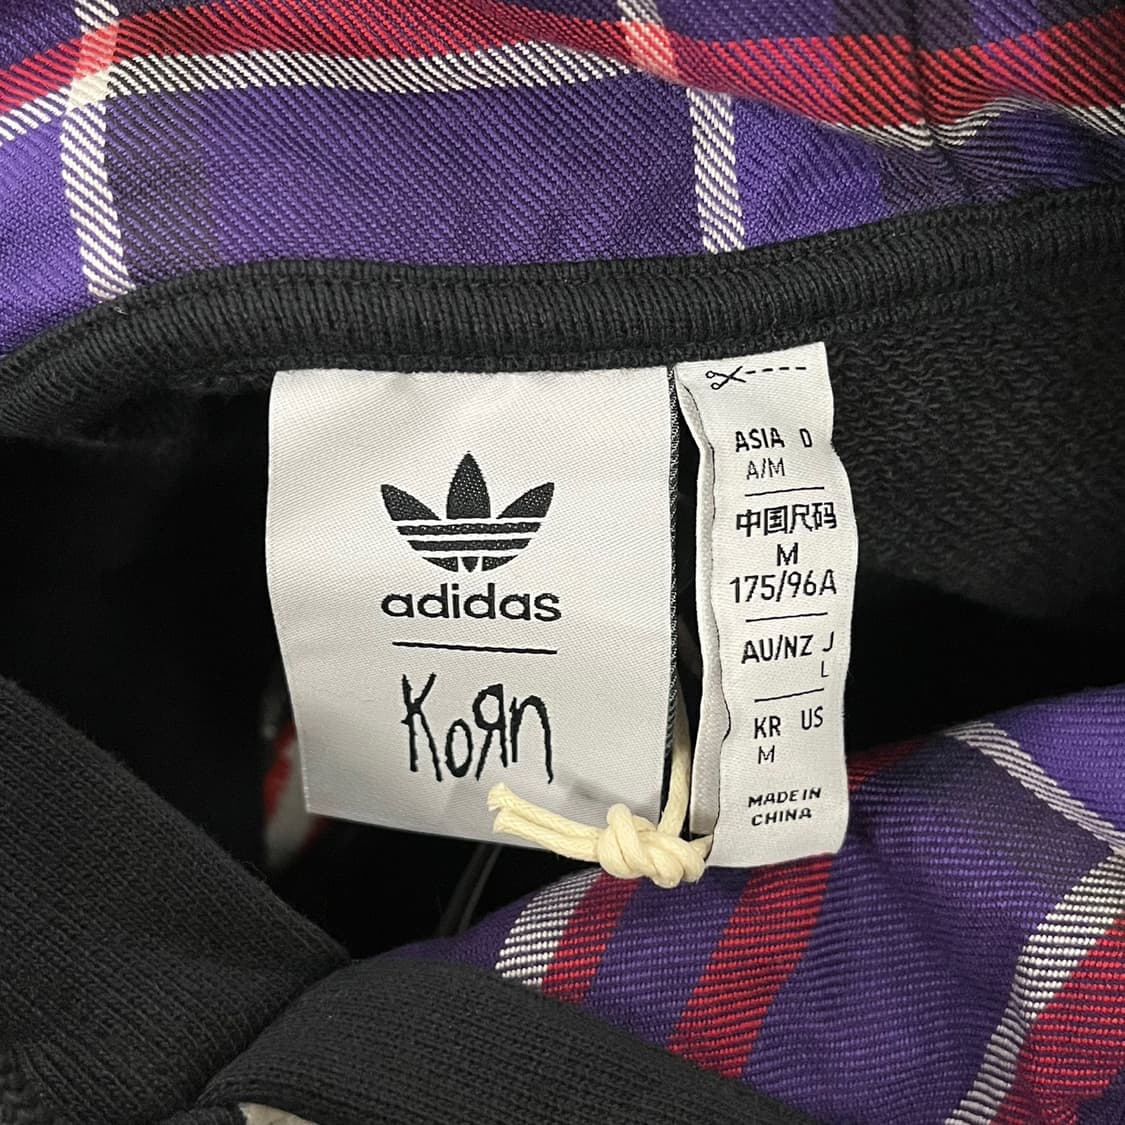 adidas
KoЯn
ASIA D
A/M
中国尺码
M
175/96A
AU/NZ J
L
KR US
M
MADE IN
CHINA